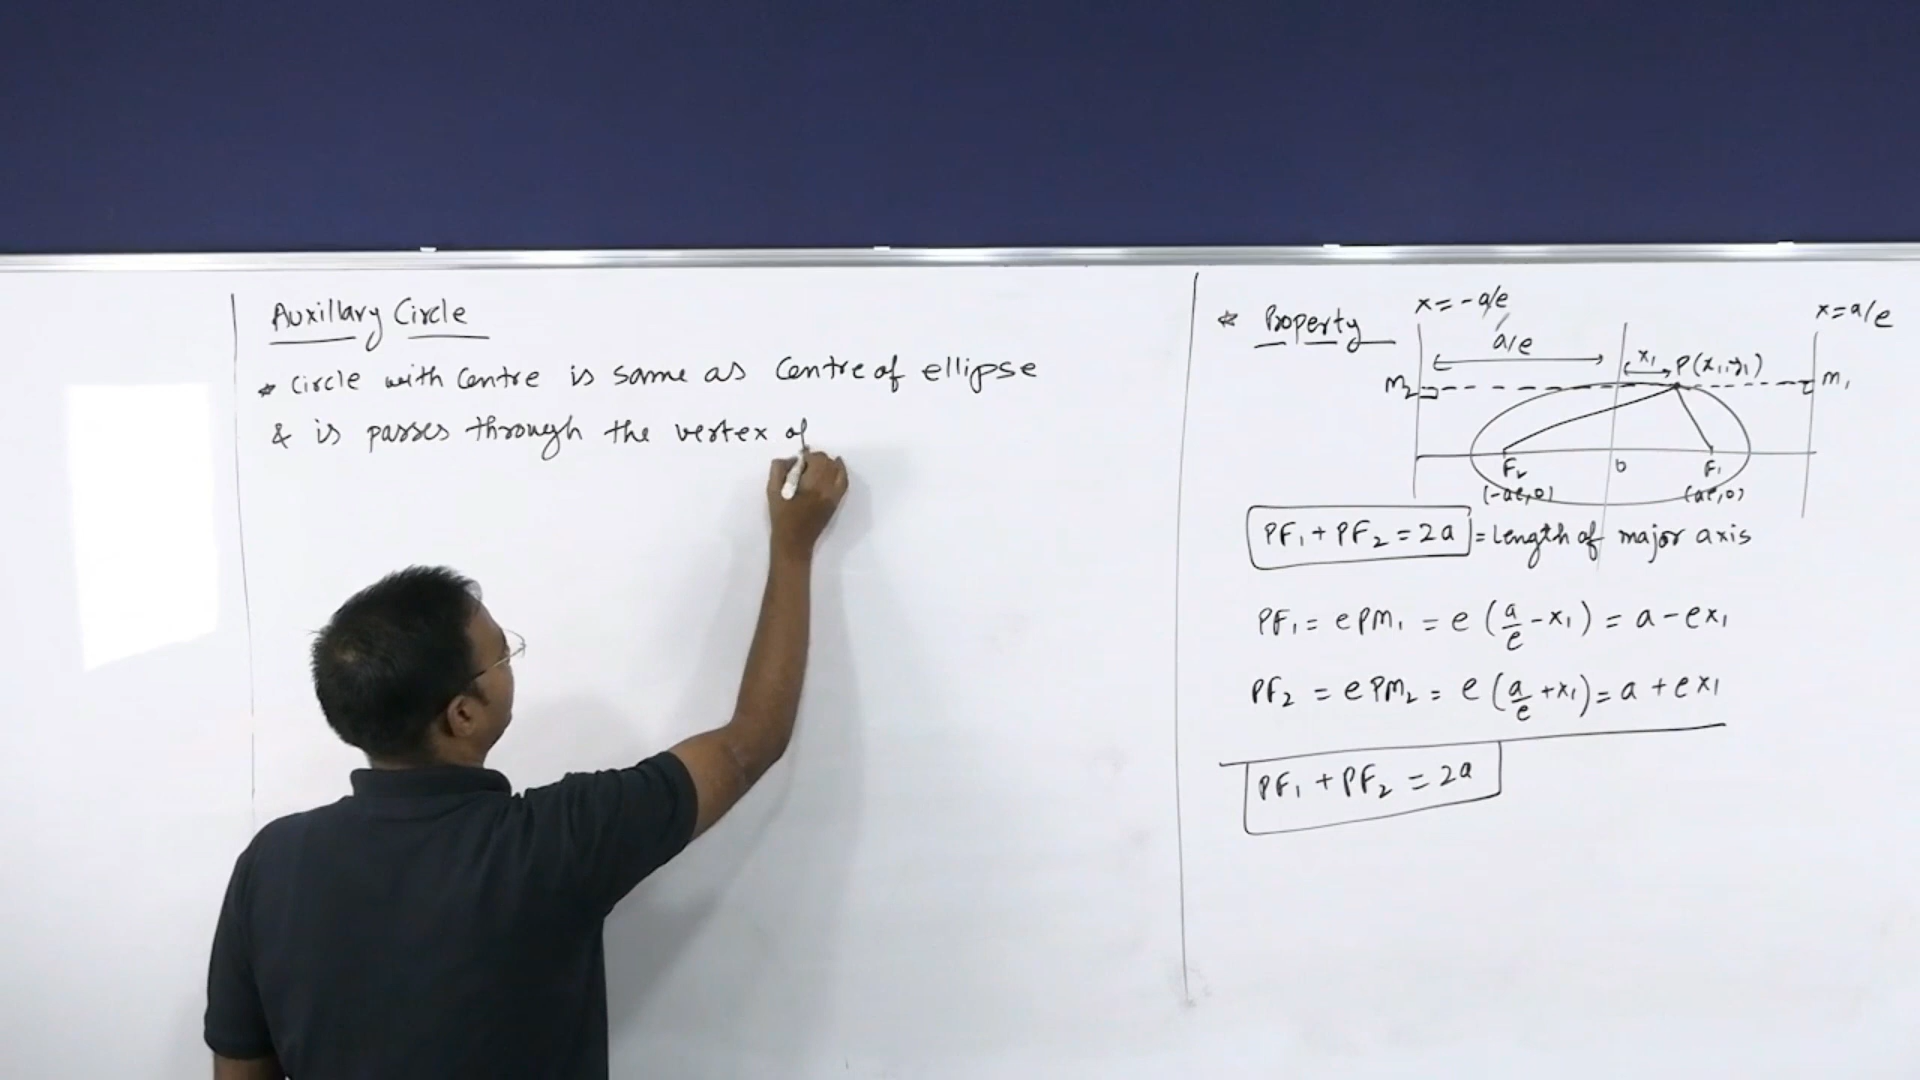 Auxillary Circle
* Circle with Centre is same as Centre of ellipse
& is passes through the vertex of
* Property
x = -a/e
x = a/e
a/e
x₁
P(x₁, y₁)
M₂
M₁
F₂
0
F₁
(-ae, 0)
(ae, 0)
PF₁ + PF₂ = 2a = Length of major axis
PF₁ = e PM₁ = e (a/e - x₁) = a - ex₁
PF₂ = e PM₂ = e (a/e + x₁) = a + ex₁
PF₁ + PF₂ = 2a